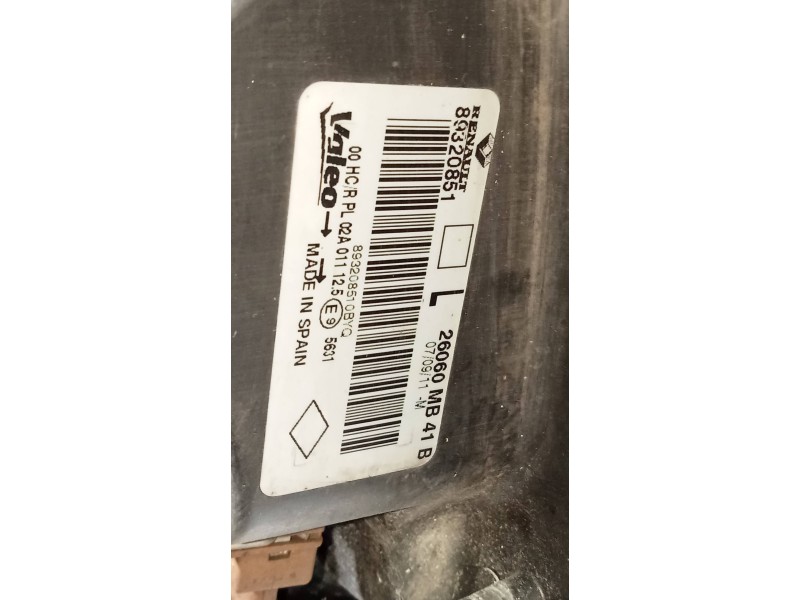 RENAULT
89320851
L 26060 MB 41 B
07/09/11 -M
893208510BYQ
Valeo
00 HC/R PL 02A 011 12.5 E9 5631
MADE IN SPAIN